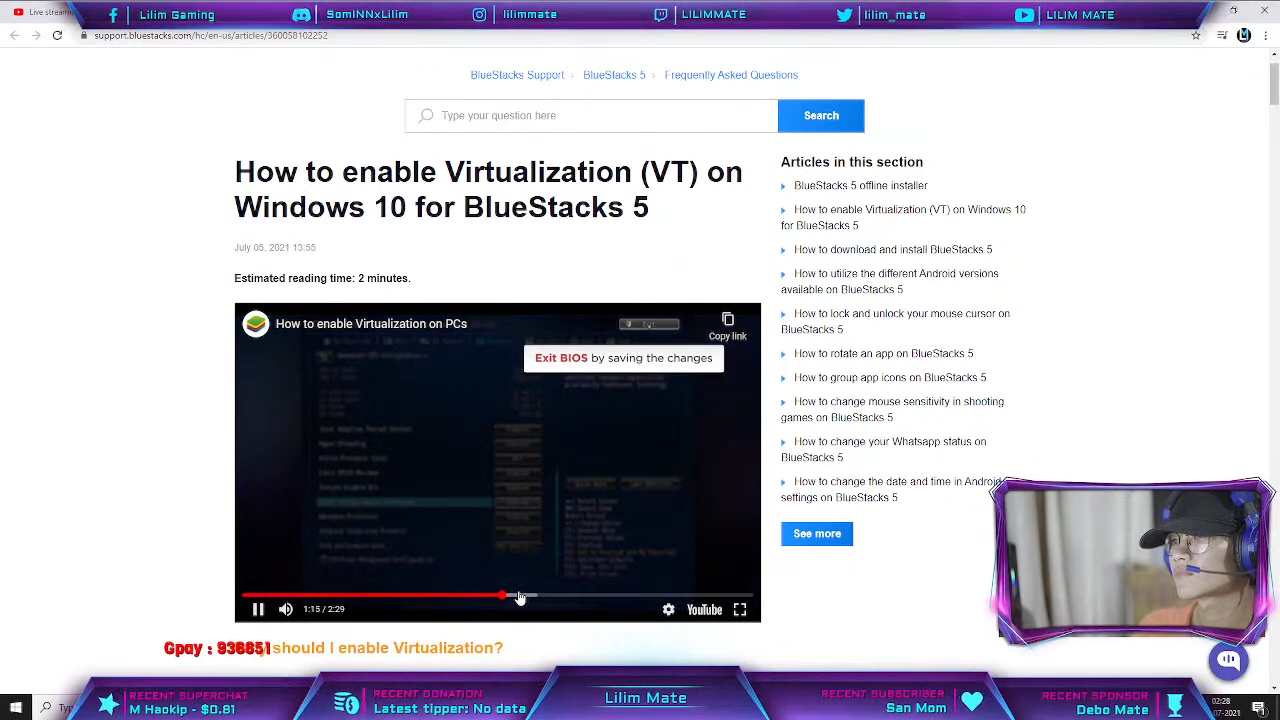 Live stream
Lilim Gaming
SomINNxLilim
lilimmate
LILIMMATE
lilim_mate
LILIM MATE
support.bluestacks.com/hc/en-us/articles/360058102252
BlueStacks Support > BlueStacks 5 > Frequently Asked Questions
Type your question here
Search
How to enable Virtualization (VT) on
Windows 10 for BlueStacks 5
July 05, 2021 13:55
Estimated reading time: 2 minutes.
How to enable Virtualization on PCs
Copy link
Exit BIOS by saving the changes
1:15 / 2:29
YouTube
should I enable Virtualization?
Articles in this section
BlueStacks 5 offline installer
How to enable Virtualization (VT) on Windows 10
for BlueStacks 5
How to download and install BlueStacks 5
How to utilize the different Android versions
available on BlueStacks 5
How to lock and unlock your mouse cursor on
BlueStacks 5
How to clone an app on BlueStacks 5
How to group app icons on BlueStacks 5
How to change mouse sensitivity in shooting
games on BlueStacks 5
How to change your Whatsapp status on
BlueStacks 5
How to change the date and time in Android
settings on BlueStacks 5
See more
Gpay :
RECENT SUPERCHAT
M Haokip - $0.81
RECENT DONATION
Latest tipper: No data
Lilim Mate
RECENT SUBSCRIBER
San Mom
RECENT SPONSOR
Debo Mate
02:28
07-2021